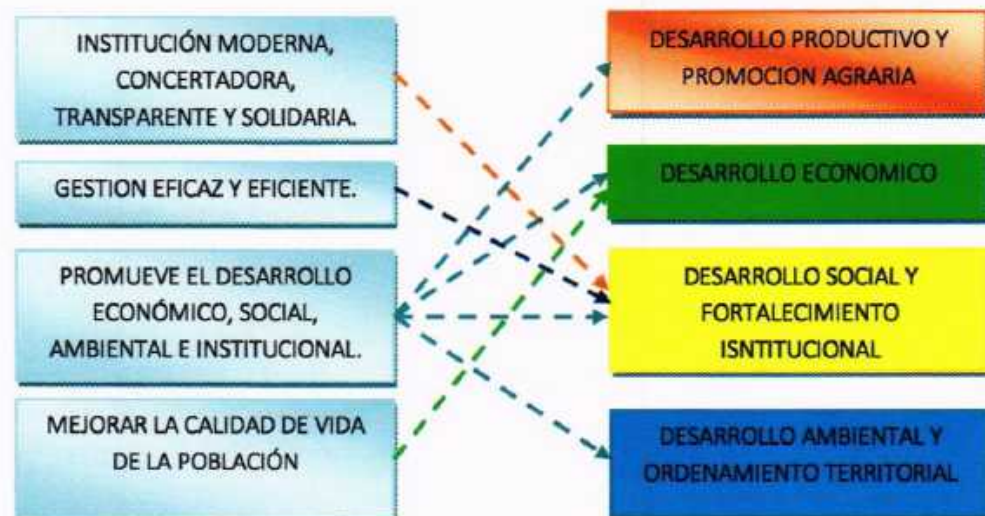 INSTITUCIÓN MODERNA,
CONCERTADORA,
TRANSPARENTE Y SOLIDARIA.
GESTION EFICAZ Y EFICIENTE.
PROMUEVE EL DESARROLLO
ECONÓMICO, SOCIAL,
AMBIENTAL E INSTITUCIONAL.
MEJORAR LA CALIDAD DE VIDA
DE LA POBLACIÓN
DESARROLLO PRODUCTIVO Y
PROMOCION AGRARIA
DESARROLLO ECONOMICO
DESARROLLO SOCIAL Y
FORTALECIMIENTO
ISNTITUCIONAL
DESARROLLO AMBIENTAL Y
ORDENAMIENTO TERRITORIAL